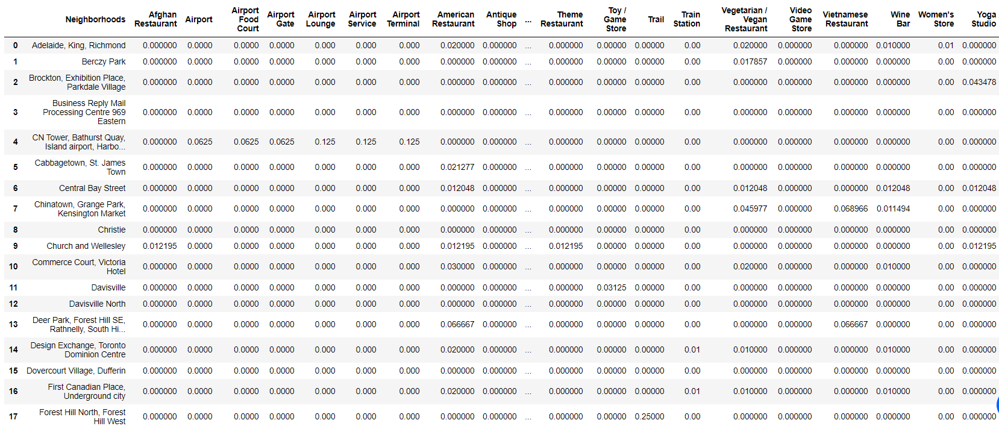 Neighborhoods Afghan Restaurant Airport Airport Food Court Airport Gate Airport Lounge Airport Service Airport Terminal American Restaurant Antique Shop ... Theme Restaurant Toy / Game Store Trail Train Station Vegetarian / Vegan Restaurant Video Game Store Vietnamese Restaurant Wine Bar Women's Store Yoga Studio
0 Adelaide, King, Richmond 0.000000 0.0000 0.0000 0.0000 0.000 0.000 0.000 0.020000 0.000000 ... 0.000000 0.00000 0.00000 0.00 0.020000 0.000000 0.000000 0.010000 0.01 0.000000
1 Berczy Park 0.000000 0.0000 0.0000 0.0000 0.000 0.000 0.000 0.000000 0.000000 ... 0.000000 0.00000 0.00000 0.00 0.017857 0.000000 0.000000 0.000000 0.00 0.000000
2 Brockton, Exhibition Place, Parkdale Village 0.000000 0.0000 0.0000 0.0000 0.000 0.000 0.000 0.000000 0.000000 ... 0.000000 0.00000 0.00000 0.00 0.000000 0.000000 0.000000 0.000000 0.00 0.043478
3 Business Reply Mail Processing Centre 969 Eastern 0.000000 0.0000 0.0000 0.0000 0.000 0.000 0.000 0.000000 0.000000 ... 0.000000 0.00000 0.00000 0.00 0.000000 0.000000 0.000000 0.000000 0.00 0.000000
4 CN Tower, Bathurst Quay, Island airport, Harbo... 0.000000 0.0625 0.0625 0.0625 0.125 0.125 0.125 0.000000 0.000000 ... 0.000000 0.00000 0.00000 0.00 0.000000 0.000000 0.000000 0.000000 0.00 0.000000
5 Cabbagetown, St. James Town 0.000000 0.0000 0.0000 0.0000 0.000 0.000 0.000 0.021277 0.000000 ... 0.000000 0.00000 0.00000 0.00 0.000000 0.000000 0.000000 0.000000 0.00 0.000000
6 Central Bay Street 0.000000 0.0000 0.0000 0.0000 0.000 0.000 0.000 0.012048 0.000000 ... 0.000000 0.00000 0.00000 0.00 0.012048 0.000000 0.000000 0.012048 0.00 0.012048
7 Chinatown, Grange Park, Kensington Market 0.000000 0.0000 0.0000 0.0000 0.000 0.000 0.000 0.000000 0.000000 ... 0.000000 0.00000 0.00000 0.00 0.045977 0.000000 0.068966 0.011494 0.00 0.000000
8 Christie 0.000000 0.0000 0.0000 0.0000 0.000 0.000 0.000 0.000000 0.000000 ... 0.000000 0.00000 0.00000 0.00 0.000000 0.000000 0.000000 0.000000 0.00 0.000000
9 Church and Wellesley 0.012195 0.0000 0.0000 0.0000 0.000 0.000 0.000 0.012195 0.000000 ... 0.012195 0.00000 0.00000 0.00 0.000000 0.000000 0.000000 0.000000 0.00 0.012195
10 Commerce Court, Victoria Hotel 0.000000 0.0000 0.0000 0.0000 0.000 0.000 0.000 0.030000 0.000000 ... 0.000000 0.00000 0.00000 0.00 0.020000 0.000000 0.000000 0.010000 0.00 0.000000
11 Davisville 0.000000 0.0000 0.0000 0.0000 0.000 0.000 0.000 0.000000 0.000000 ... 0.000000 0.03125 0.00000 0.00 0.000000 0.000000 0.000000 0.000000 0.00 0.000000
12 Davisville North 0.000000 0.0000 0.0000 0.0000 0.000 0.000 0.000 0.000000 0.000000 ... 0.000000 0.00000 0.00000 0.00 0.000000 0.000000 0.000000 0.000000 0.00 0.000000
13 Deer Park, Forest Hill SE, Rathnelly, South Hi... 0.000000 0.0000 0.0000 0.0000 0.000 0.000 0.000 0.066667 0.000000 ... 0.000000 0.00000 0.00000 0.00 0.000000 0.000000 0.066667 0.000000 0.00 0.000000
14 Design Exchange, Toronto Dominion Centre 0.000000 0.0000 0.0000 0.0000 0.000 0.000 0.000 0.020000 0.000000 ... 0.000000 0.00000 0.00000 0.01 0.010000 0.000000 0.000000 0.010000 0.00 0.000000
15 Dovercourt Village, Dufferin 0.000000 0.0000 0.0000 0.0000 0.000 0.000 0.000 0.000000 0.000000 ... 0.000000 0.00000 0.00000 0.00 0.000000 0.000000 0.000000 0.000000 0.00 0.000000
16 First Canadian Place, Underground city 0.000000 0.0000 0.0000 0.0000 0.000 0.000 0.000 0.020000 0.000000 ... 0.000000 0.00000 0.00000 0.01 0.010000 0.000000 0.000000 0.010000 0.00 0.000000
17 Forest Hill North, Forest Hill West 0.000000 0.0000 0.0000 0.0000 0.000 0.000 0.000 0.000000 0.000000 ... 0.000000 0.00000 0.25000 0.00 0.000000 0.000000 0.000000 0.000000 0.00 0.000000